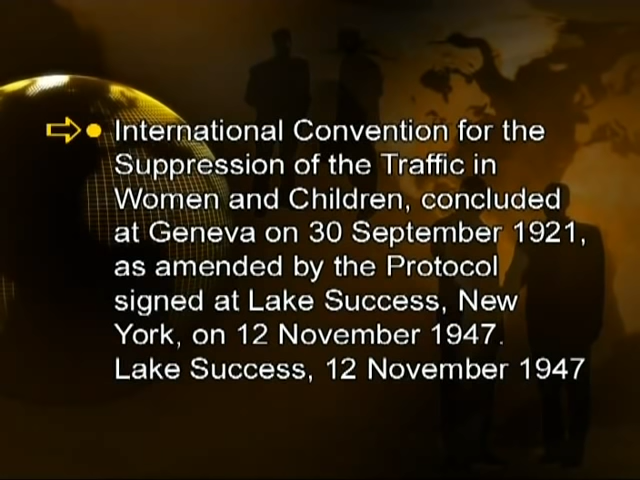 International Convention for the
Suppression of the Traffic in
Women and Children, concluded
at Geneva on 30 September 1921,
as amended by the Protocol
signed at Lake Success, New
York, on 12 November 1947.
Lake Success, 12 November 1947